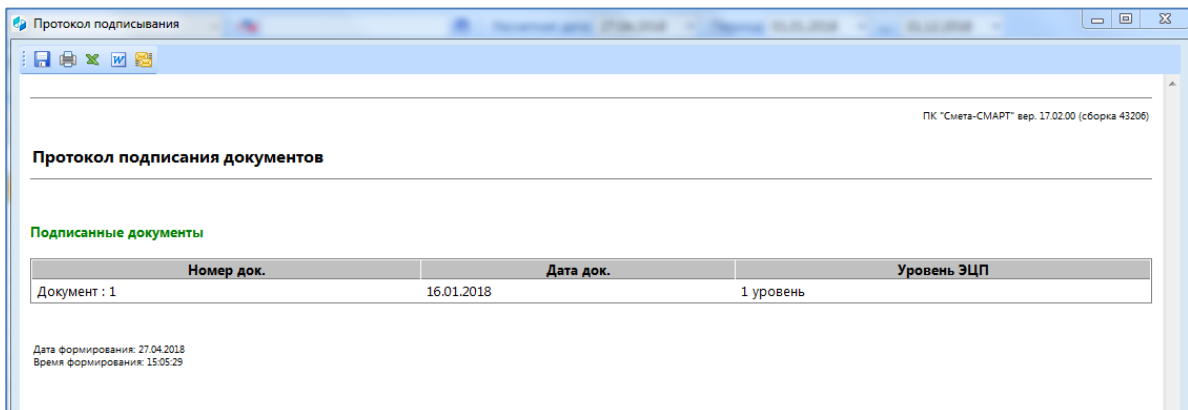 Протокол подписывания
ПК "Смета-СМАРТ" вер. 17.02.00 (сборка 43206)
Протокол подписания документов
Подписанные документы
Номер док. Дата док. Уровень ЭЦП
Документ : 1 16.01.2018 1 уровень
Дата формирования: 27.04.2018
Время формирования: 15:05:29